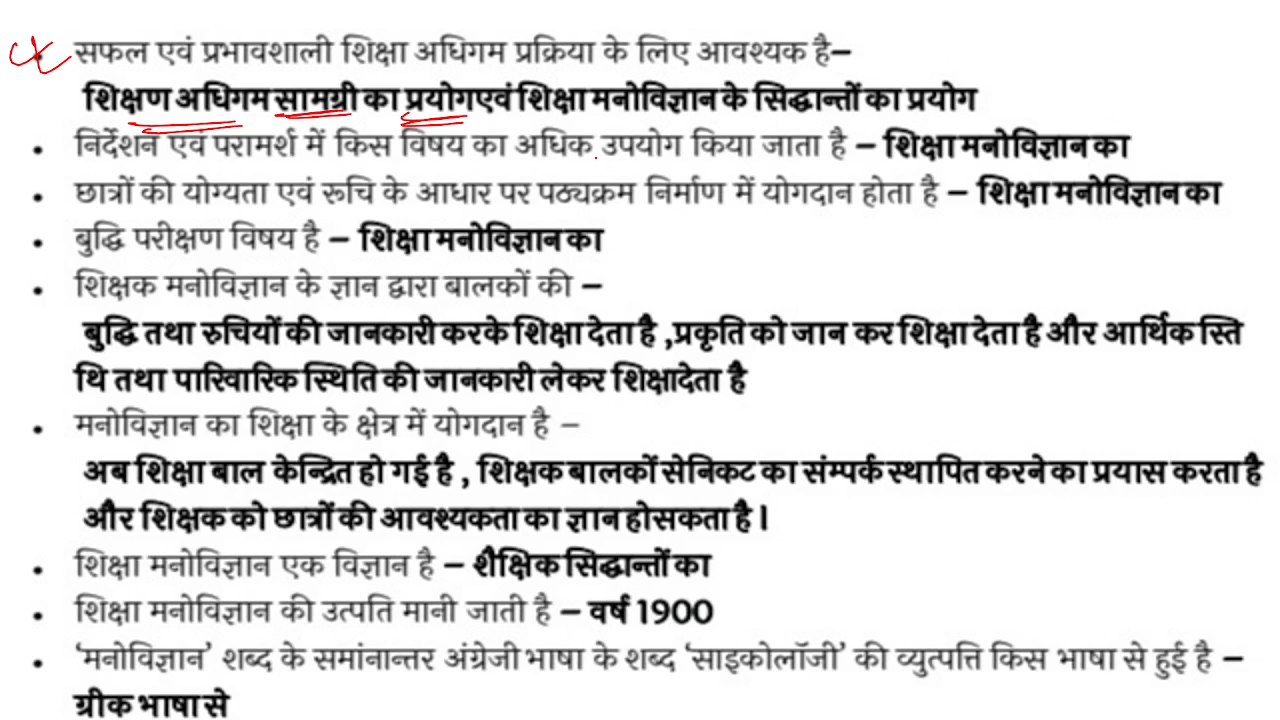 • सफल एवं प्रभावशाली शिक्षा अधिगम प्रक्रिया के लिए आवश्यक है–
शिक्षण अधिगम सामग्री का प्रयोगएवं शिक्षा मनोविज्ञान के सिद्धान्तों का प्रयोग
• निर्देशन एवं परामर्श में किस विषय का अधिक उपयोग किया जाता है – शिक्षा मनोविज्ञान का
• छात्रों की योग्यता एवं रूचि के आधार पर पठ्यक्रम निर्माण में योगदान होता है – शिक्षा मनोविज्ञान का
• बुद्धि परीक्षण विषय है – शिक्षा मनोविज्ञान का
• शिक्षक मनोविज्ञान के ज्ञान द्वारा बालकों की –
बुद्धि तथा रुचियों की जानकारी करके शिक्षा देता है ,प्रकृति को जान कर शिक्षा देता है और आर्थिक स्ति
थि तथा पारिवारिक स्थिति की जानकारी लेकर शिक्षादेता है
• मनोविज्ञान का शिक्षा के क्षेत्र में योगदान है –
अब शिक्षा बाल केन्द्रित हो गई है , शिक्षक बालकों सेनिकट का संम्पर्क स्थापित करने का प्रयास करता है
और शिक्षक को छात्रों की आवश्यकता का ज्ञान होसकता है ।
• शिक्षा मनोविज्ञान एक विज्ञान है – शैक्षिक सिद्धान्तों का
• शिक्षा मनोविज्ञान की उत्पति मानी जाती है – वर्ष 1900
• ‘मनोविज्ञान’ शब्द के समांनान्तर अंग्रेजी भाषा के शब्द ‘साइकोलॉजी’ की व्युत्पत्ति किस भाषा से हुई है –
ग्रीक भाषा से